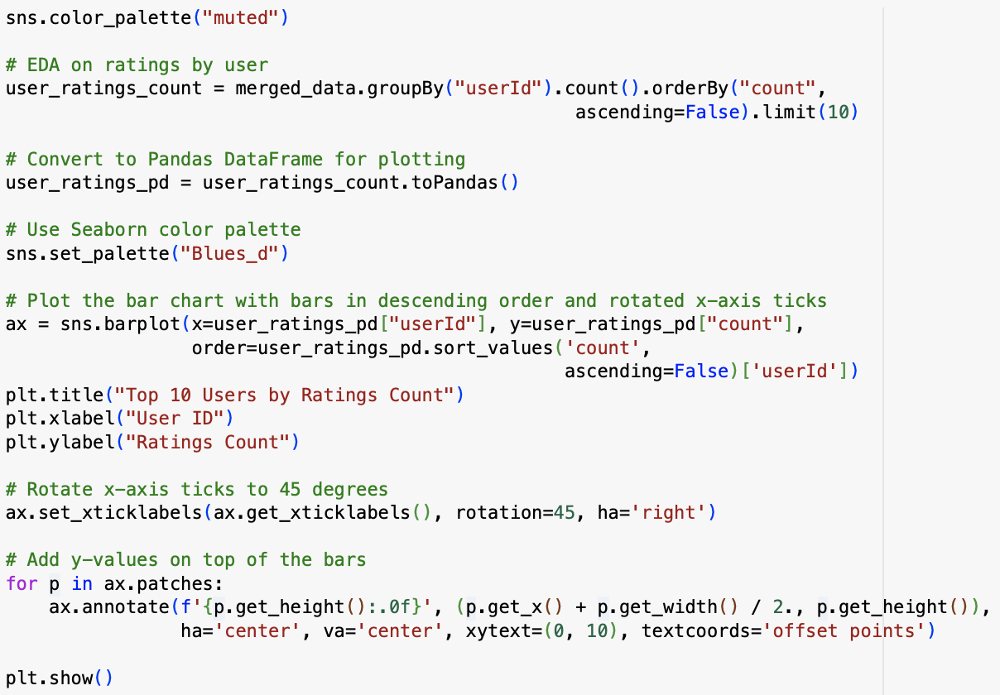 sns.color_palette("muted")
# EDA on ratings by user
user_ratings_count = merged_data.groupBy("userId").count().orderBy("count",
ascending=False).limit(10)
# Convert to Pandas DataFrame for plotting
user_ratings_pd = user_ratings_count.toPandas()
# Use Seaborn color palette
sns.set_palette("Blues_d")
# Plot the bar chart with bars in descending order and rotated x-axis ticks
ax = sns.barplot(x=user_ratings_pd["userId"], y=user_ratings_pd["count"],
order=user_ratings_pd.sort_values('count',
ascending=False)['userId'])
plt.title("Top 10 Users by Ratings Count")
plt.xlabel("User ID")
plt.ylabel("Ratings Count")
# Rotate x-axis ticks to 45 degrees
ax.set_xticklabels(ax.get_xticklabels(), rotation=45, ha='right')
# Add y-values on top of the bars
for p in ax.patches:
ax.annotate(f'{p.get_height():.0f}', (p.get_x() + p.get_width() / 2., p.get_height()),
ha='center', va='center', xytext=(0, 10), textcoords='offset points')
plt.show()